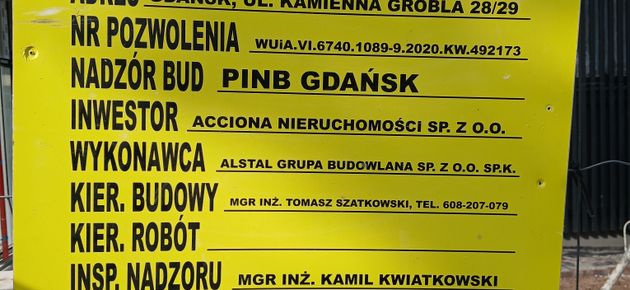 ADRES GDAŃSK, UL. KAMIENNA GROBLA 28/29
NR POZWOLENIA WUiA.VI.6740.1089-9.2020.KW.492173
NADZÓR BUD PINB GDAŃSK
INWESTOR ACCIONA NIERUCHOMOŚCI SP. Z O.O.
WYKONAWCA ALSTAL GRUPA BUDOWLANA SP. Z O.O. SP.K.
KIER. BUDOWY MGR INŻ. TOMASZ SZATKOWSKI, TEL. 608-207-079
KIER. ROBÓT
INSP. NADZORU MGR INŻ. KAMIL KWIATKOWSKI